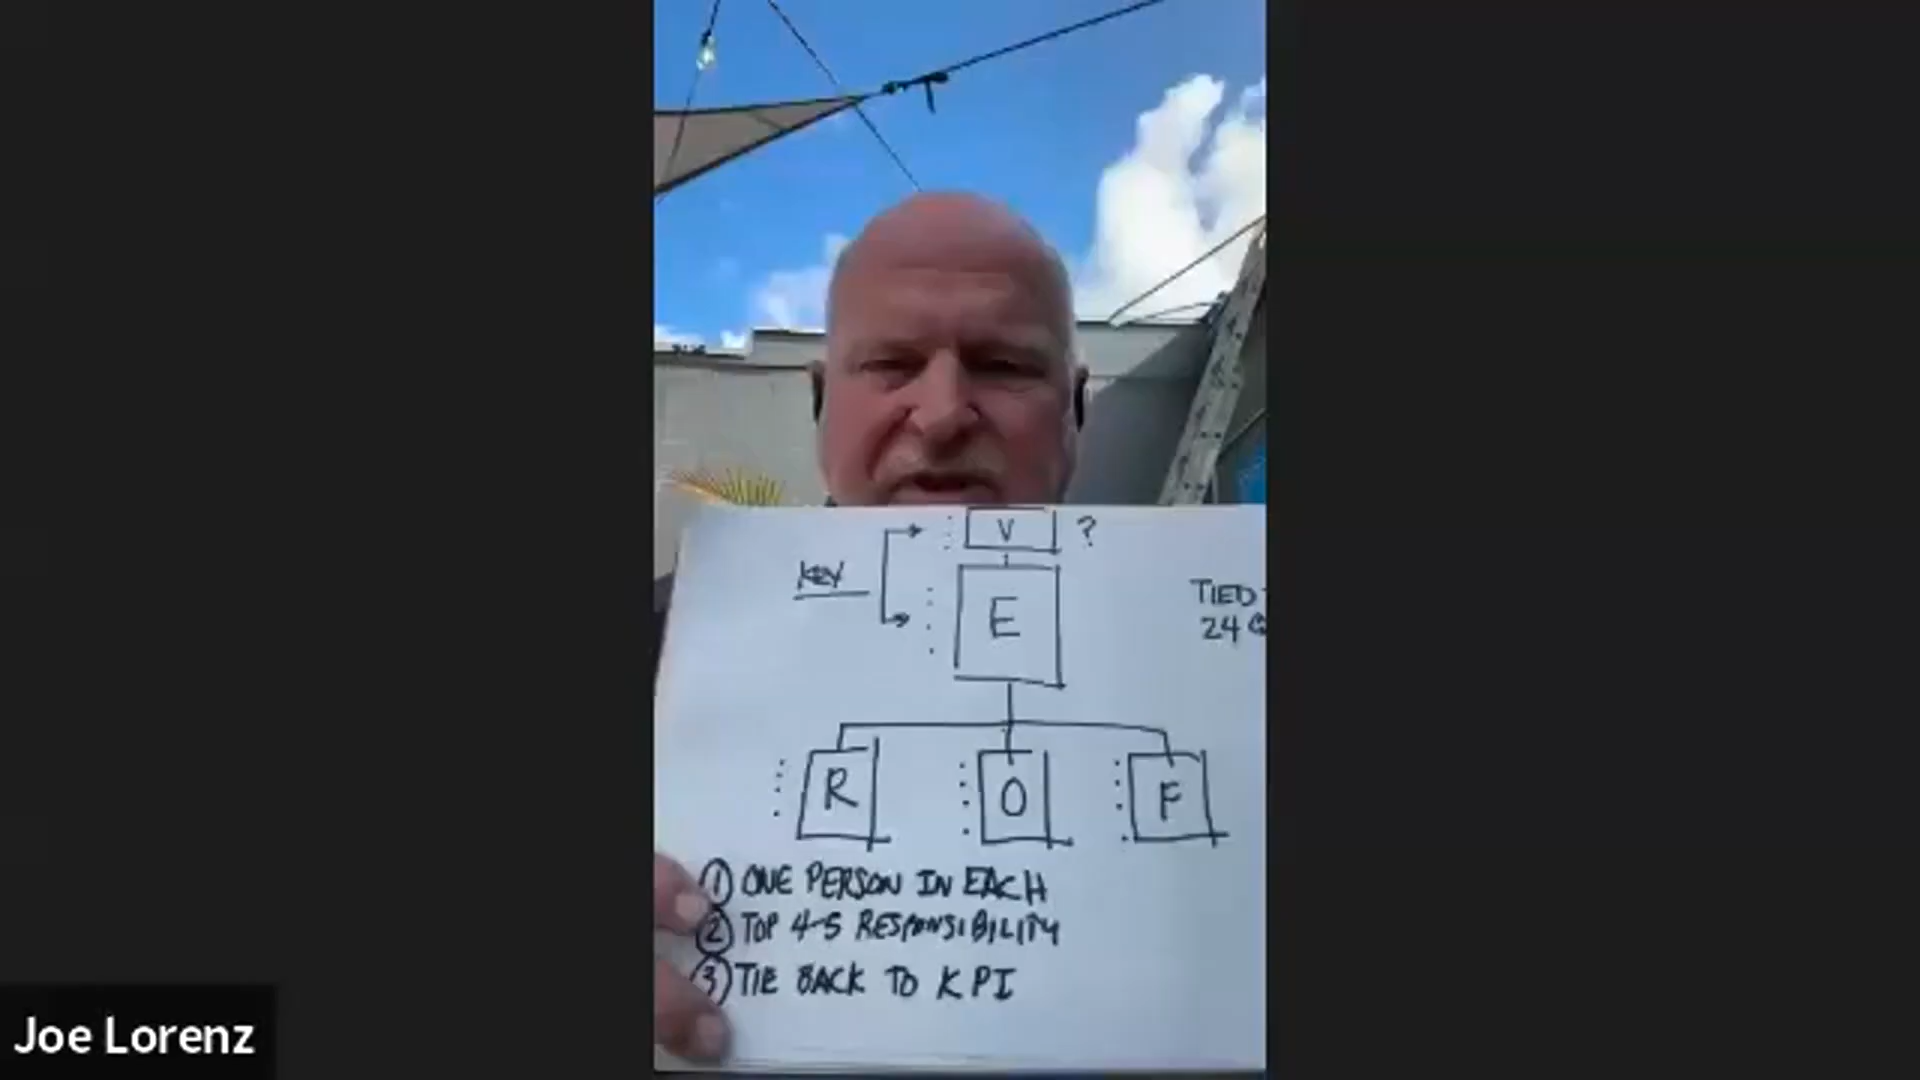 V ?
KEY
E
TIED
24
R O F
① ONE PERSON IN EACH
② TOP 4-5 RESPONSIBILITY
③ TIE BACK TO KPI
Joe Lorenz